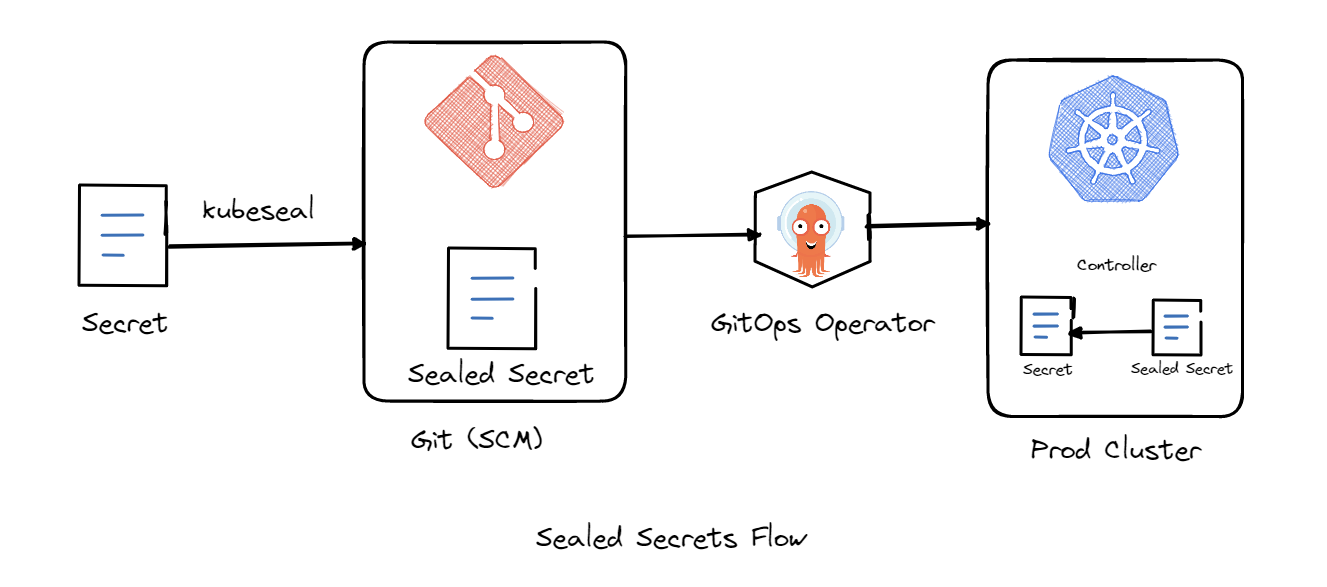 kubeseal
Secret
Sealed Secret
Git (SCM)
GitOps Operator
Controller
Secret
Sealed Secret
Prod Cluster
Sealed Secrets Flow